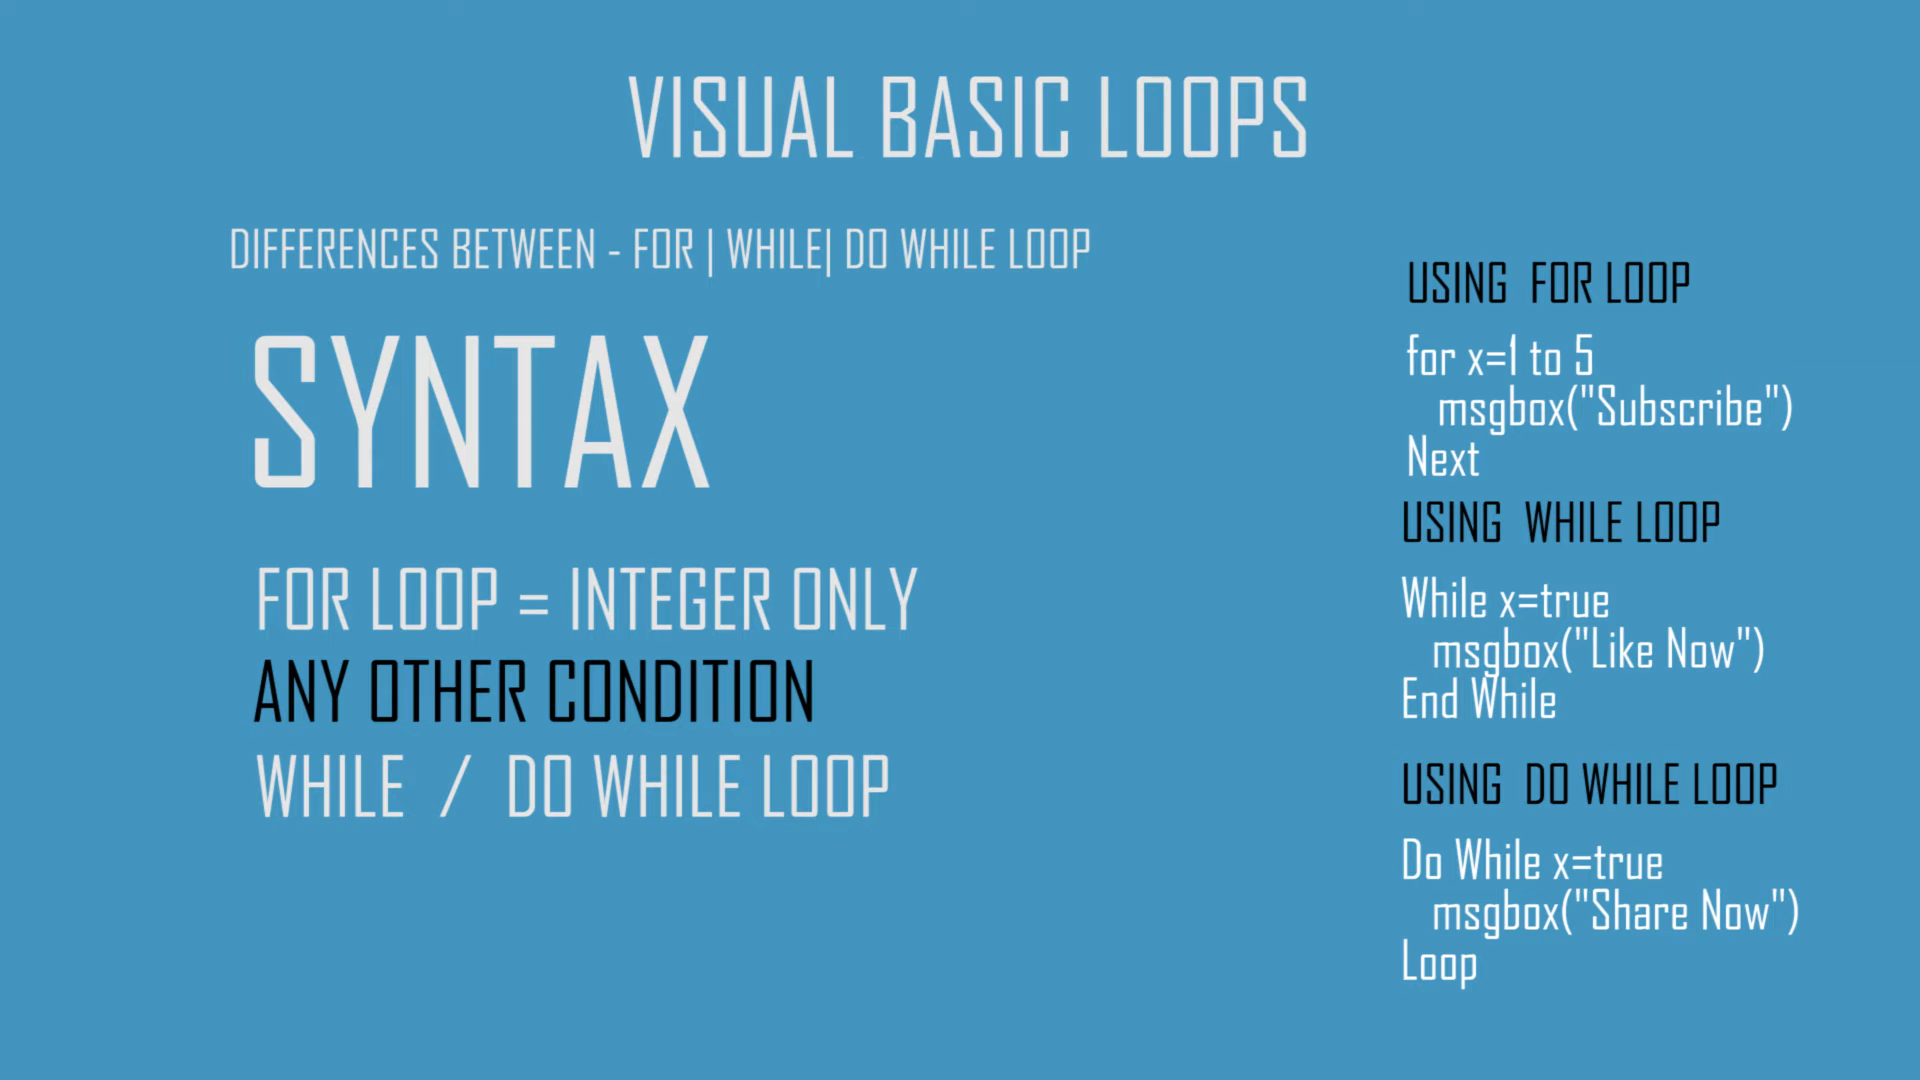 VISUAL BASIC LOOPS
DIFFERENCES BETWEEN - FOR | WHILE| DO WHILE LOOP
SYNTAX
FOR LOOP = INTEGER ONLY
ANY OTHER CONDITION
WHILE / DO WHILE LOOP
USING FOR LOOP
for x=1 to 5
msgbox("Subscribe")
Next
USING WHILE LOOP
While x=true
msgbox("Like Now")
End While
USING DO WHILE LOOP
Do While x=true
msgbox("Share Now")
Loop